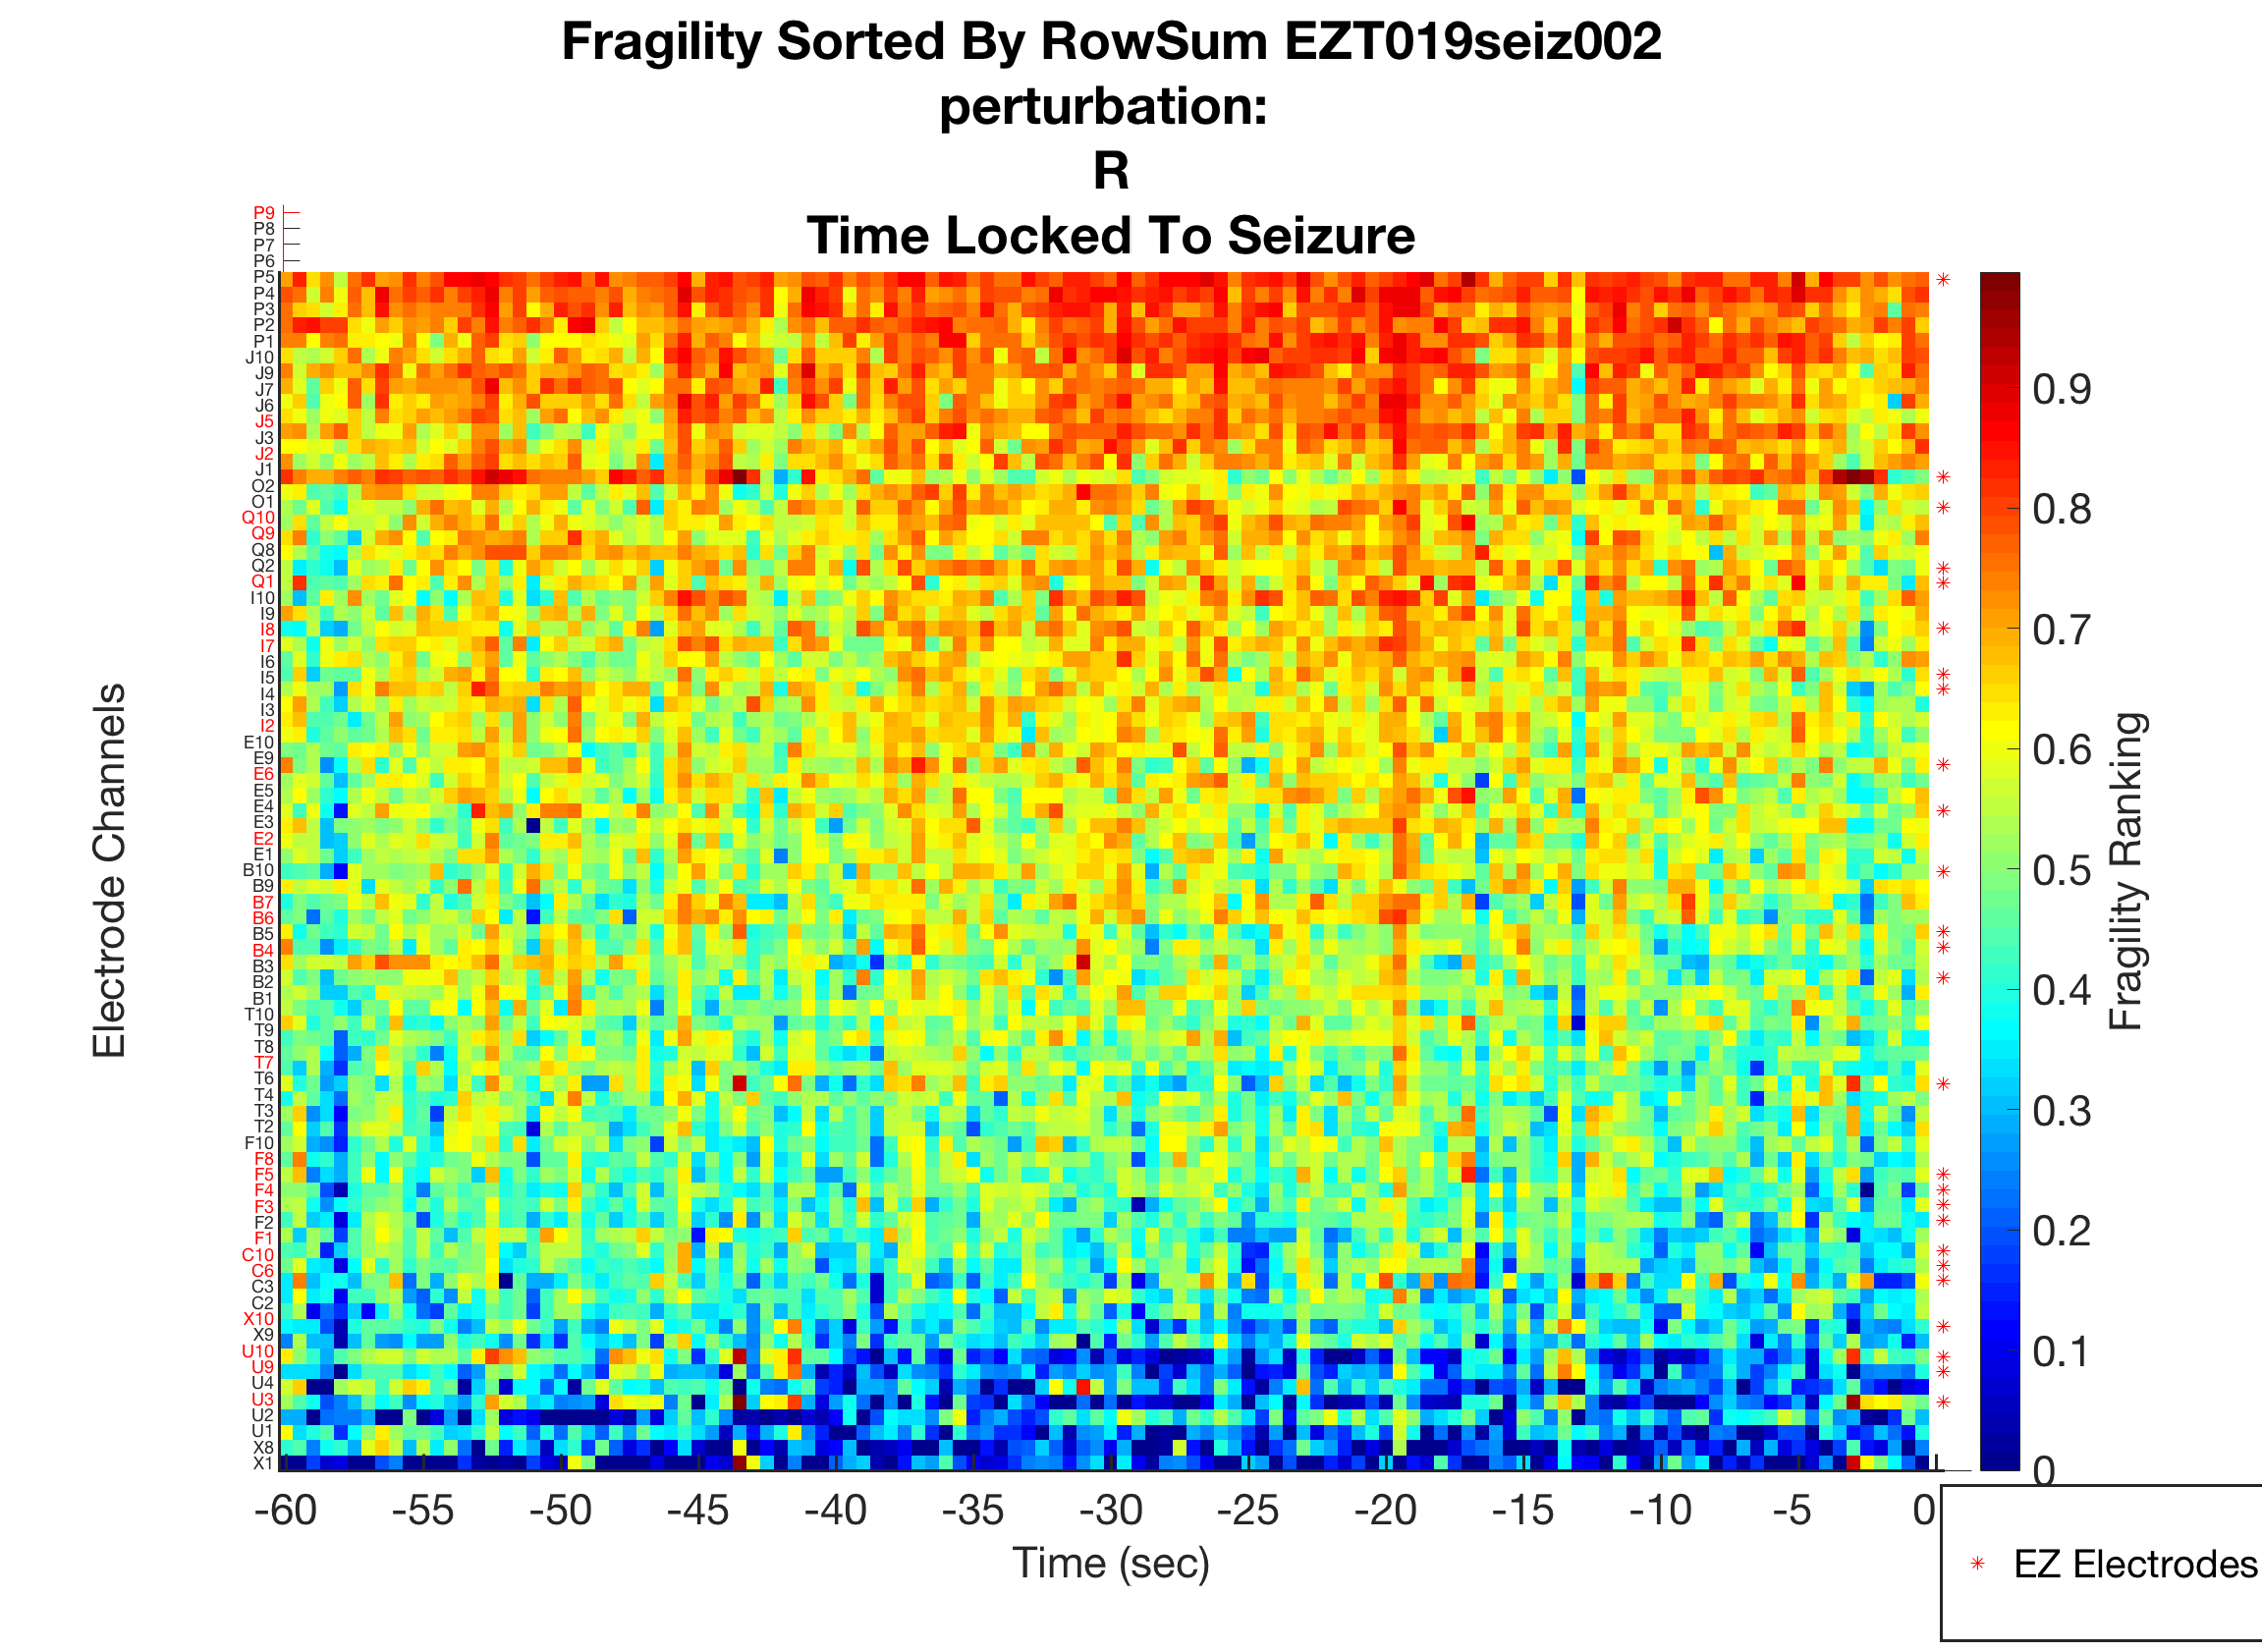 Fragility Sorted By RowSum EZT019seiz002
perturbation:
R
Time Locked To Seizure
P9
P8
P7
P6
P5
P4
P3
P2
P1
J10
J9
J7
J6
J5
J3
J2
J1
O2
O1
Q10
Q9
Q8
Q2
Q1
I10
I9
I8
I7
I6
I5
I4
I3
I2
E10
E9
E6
E5
E4
E3
E2
E1
B10
B9
B7
B6
B5
B4
B3
B2
B1
T10
T9
T8
T7
T6
T4
T3
T2
F10
F8
F5
F4
F3
F2
F1
C10
C6
C3
C2
X10
X9
U10
U9
U4
U3
U2
U1
X8
X1
Electrode Channels
-60 -55 -50 -45 -40 -35 -30 -25 -20 -15 -10 -5 0
Time (sec)
0.9
0.8
0.7
0.6
0.5
0.4
0.3
0.2
0.1
0
Fragility Ranking
EZ Electrodes